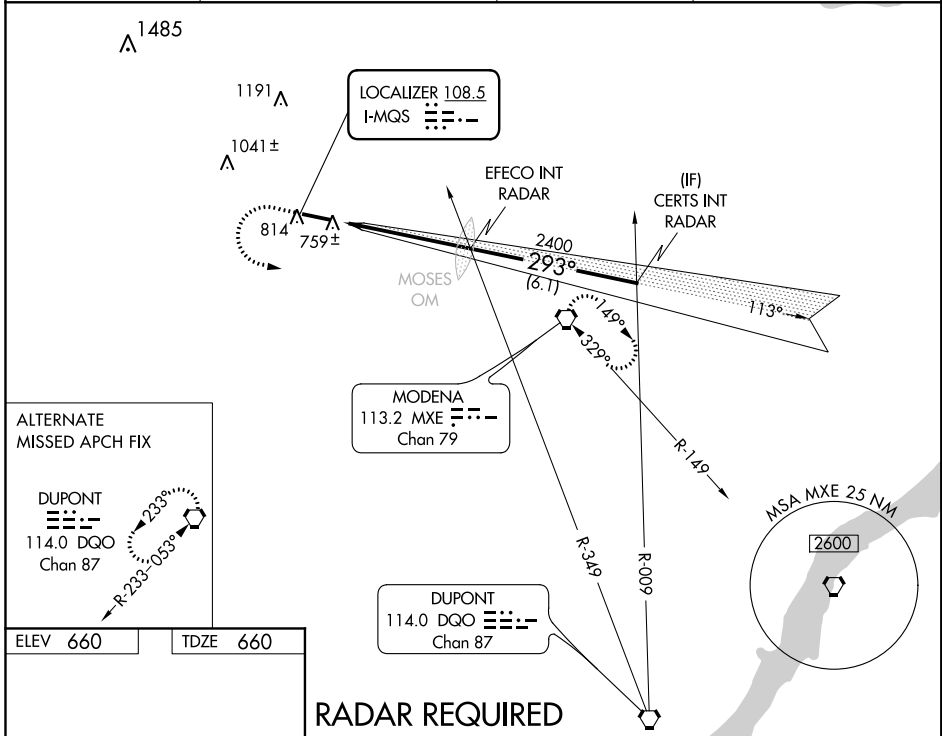 1485
1191
1041±
LOCALIZER 108.5
I-MQS
EFECO INT
RADAR
(IF)
CERTS INT
RADAR
814
759±
2400
293°
(6.1)
MOSES
OM
113°
149°
329°
MODENA
113.2 MXE
Chan 79
R-149
ALTERNATE
MISSED APCH FIX
DUPONT
114.0 DQO
Chan 87
233°
R-233
053°
MSA MXE 25 NM
2600
R-349
R-009
DUPONT
114.0 DQO
Chan 87
ELEV 660
TDZE 660
RADAR REQUIRED